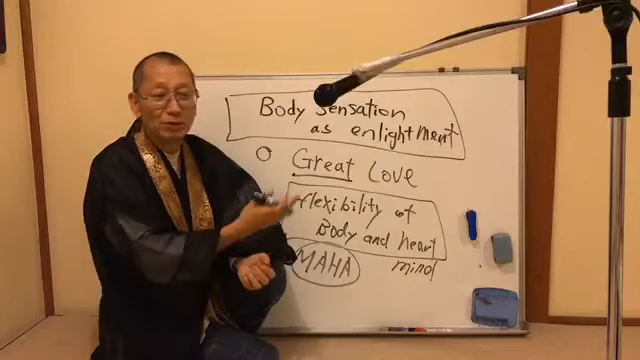 Body Sensation
as enlightment
Great Love
flexibility of
Body and heart
mind
MAHA